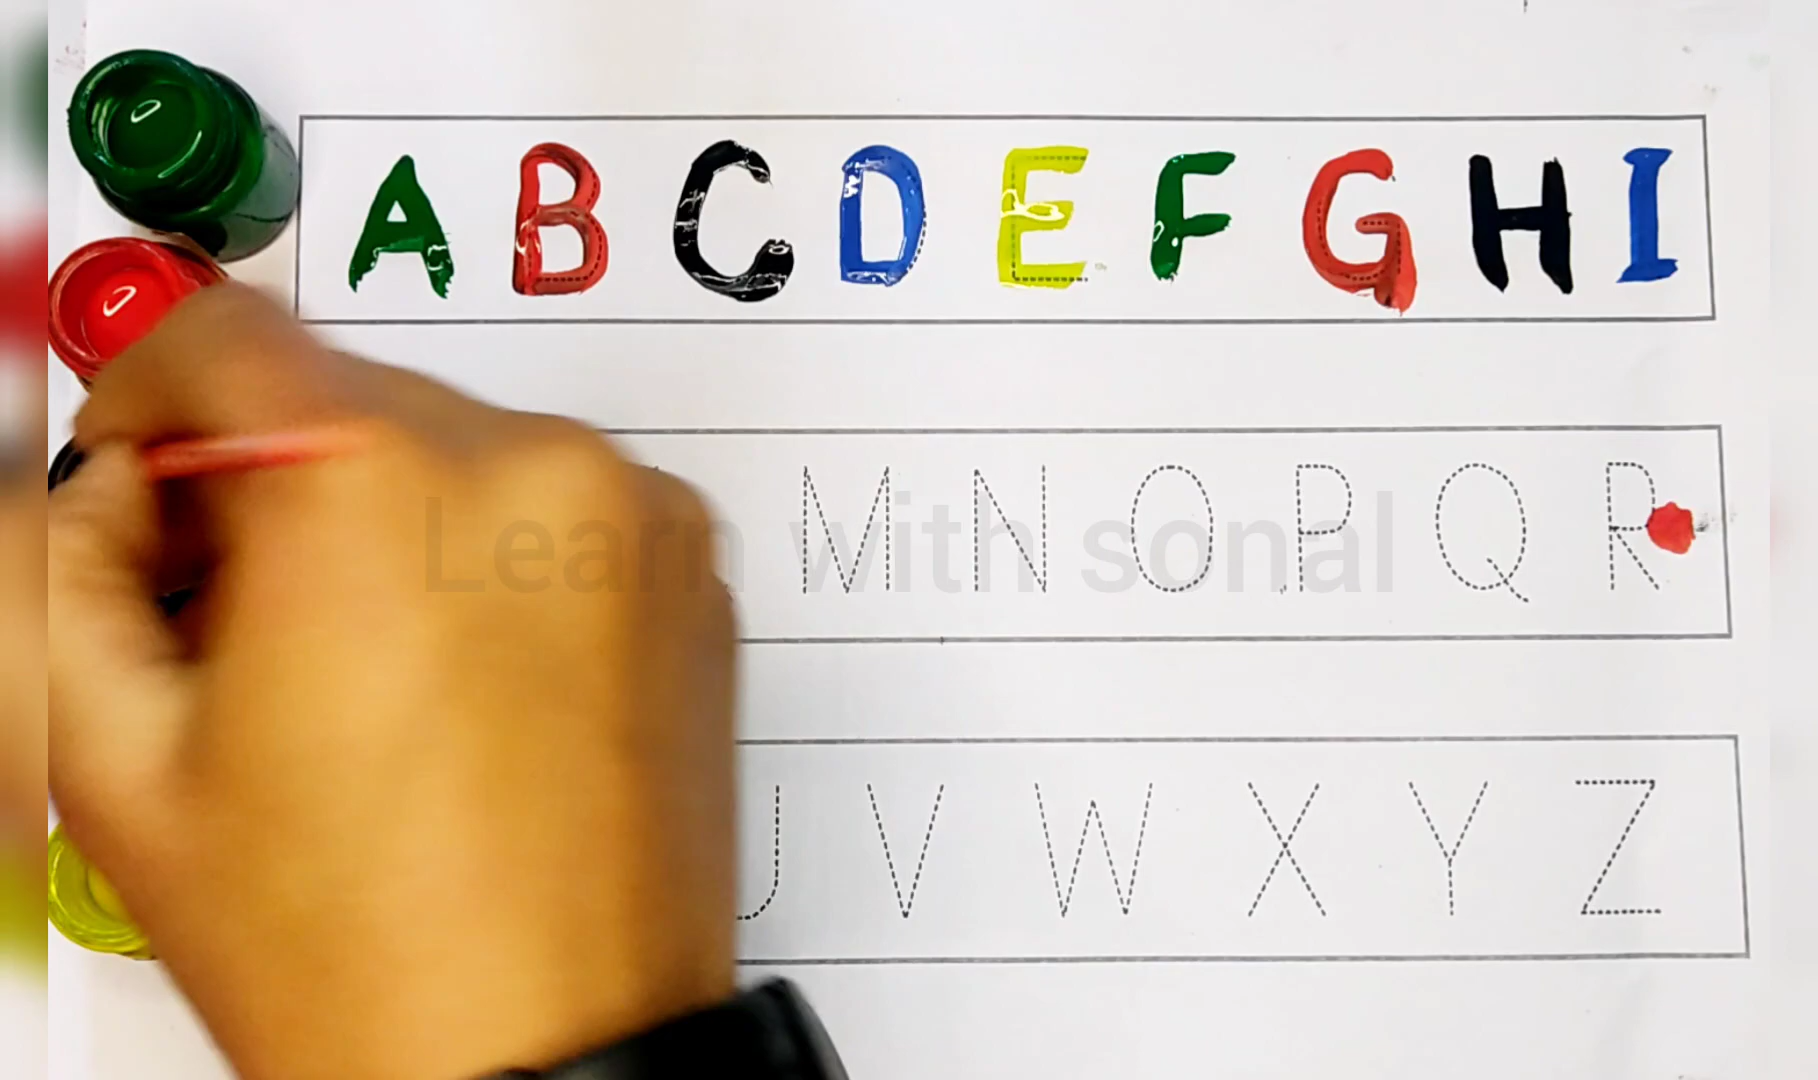 A B C D E F G H I
M N O P Q R
Learn with sonal
U V W X Y Z